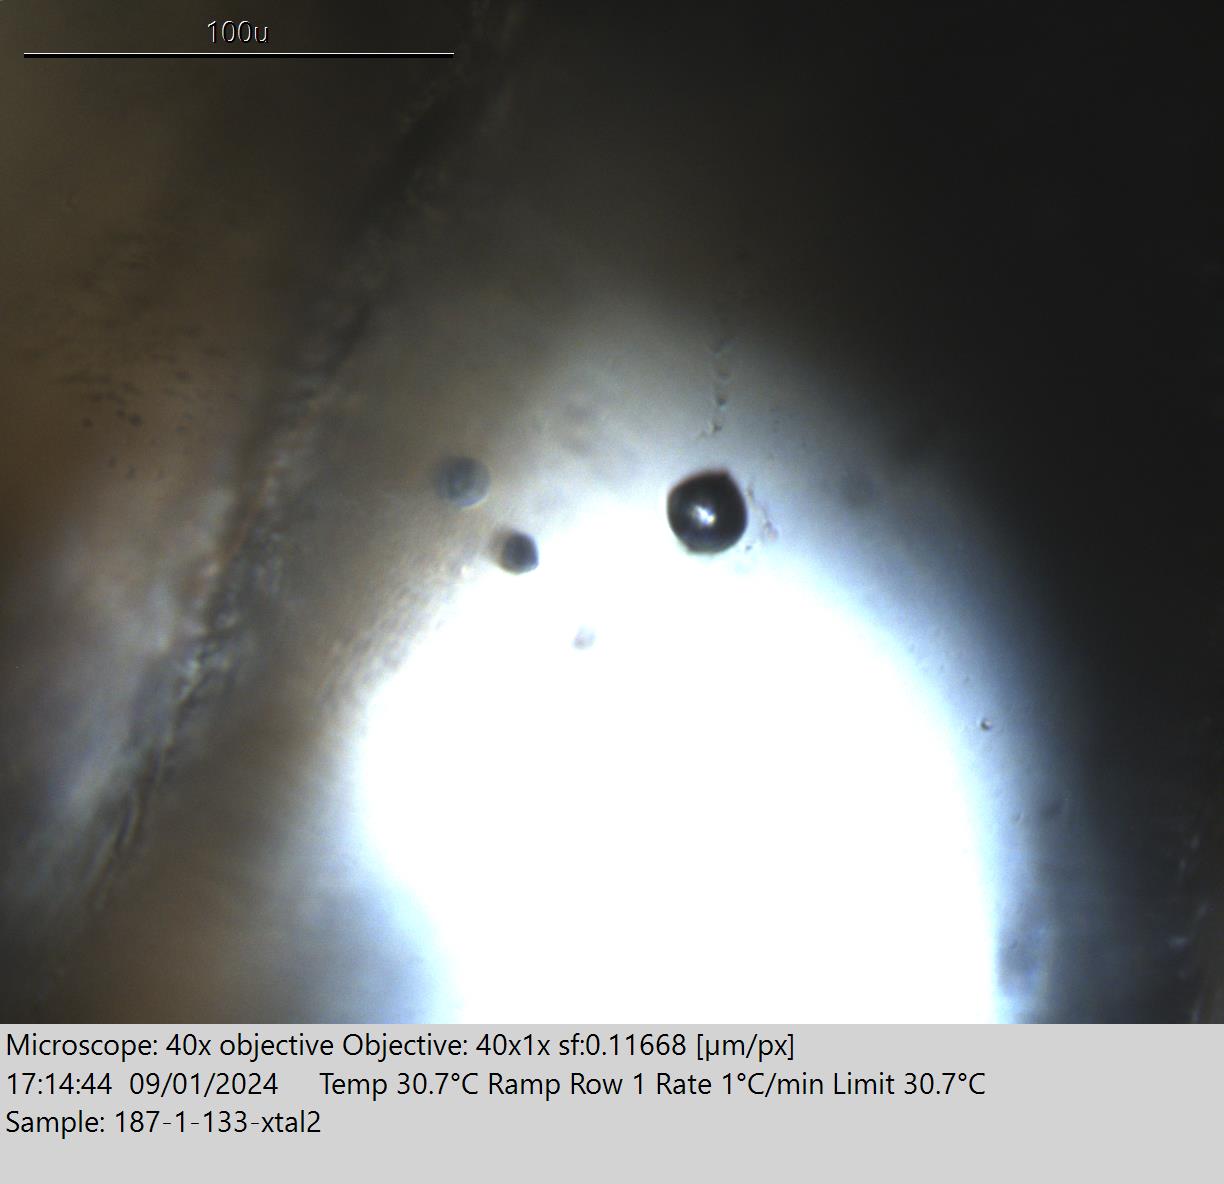 100u
Microscope: 40x objective Objective: 40x1x sf:0.11668 [µm/px]
17:14:44 09/01/2024 Temp 30.7°C Ramp Row 1 Rate 1°C/min Limit 30.7°C
Sample: 187-1-133-xtal2